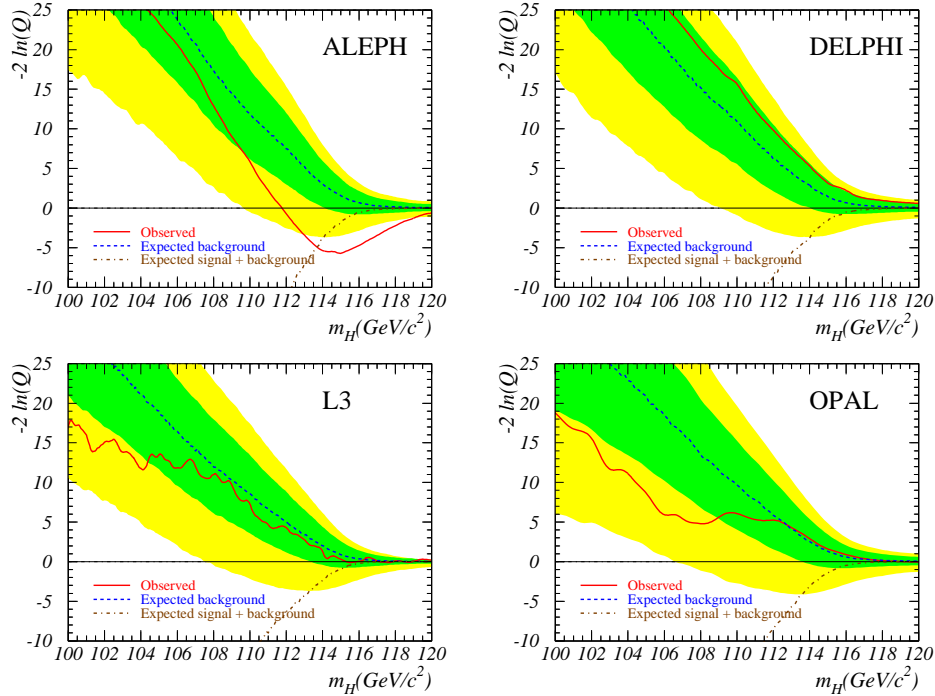 ALEPH
-2 ln(Q)
25
20
15
10
5
0
-5
-10
Observed
Expected background
Expected signal + background
100 102 104 106 108 110 112 114 116 118 120
m_H(GeV/c²)
DELPHI
-2 ln(Q)
25
20
15
10
5
0
-5
-10
Observed
Expected background
Expected signal + background
100 102 104 106 108 110 112 114 116 118 120
m_H(GeV/c²)
L3
-2 ln(Q)
25
20
15
10
5
0
-5
-10
Observed
Expected background
Expected signal + background
100 102 104 106 108 110 112 114 116 118 120
m_H(GeV/c²)
OPAL
-2 ln(Q)
25
20
15
10
5
0
-5
-10
Observed
Expected background
Expected signal + background
100 102 104 106 108 110 112 114 116 118 120
m_H(GeV/c²)